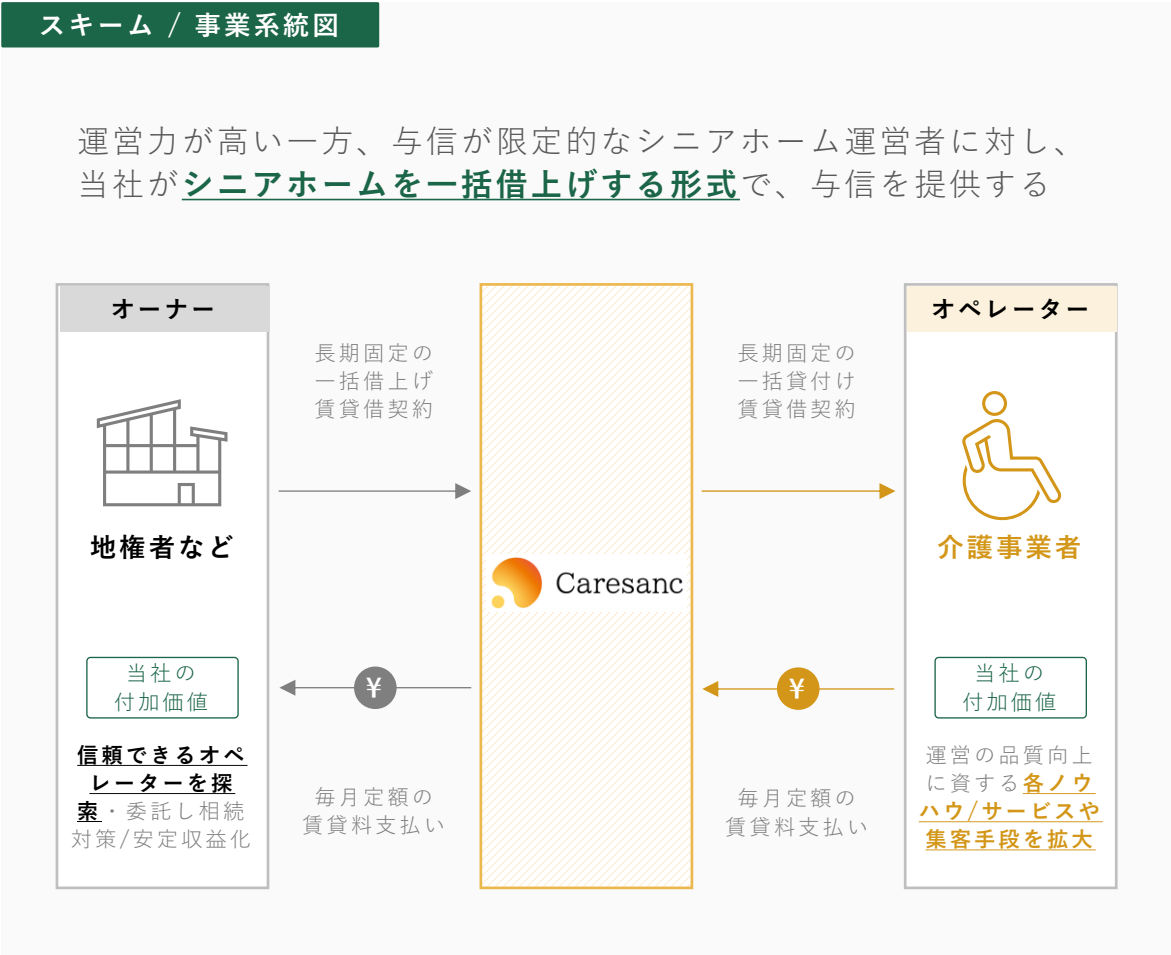 スキーム / 事業系統図
運営力が高い一方、与信が限定的なシニアホーム運営者に対し、
当社がシニアホームを一括借上げする形式で、与信を提供する
オーナー
地権者など
当社の
付加価値
信頼できるオペ
レーターを探
索・委託し相続
対策/安定収益化
長期固定の
一括借上げ
賃貸借契約
¥
毎月定額の
賃貸料支払い
Caresanc
長期固定の
一括貸付け
賃貸借契約
¥
毎月定額の
賃貸料支払い
オペレーター
介護事業者
当社の
付加価値
運営の品質向上
に資する各ノウ
ハウ/サービスや
集客手段を拡大